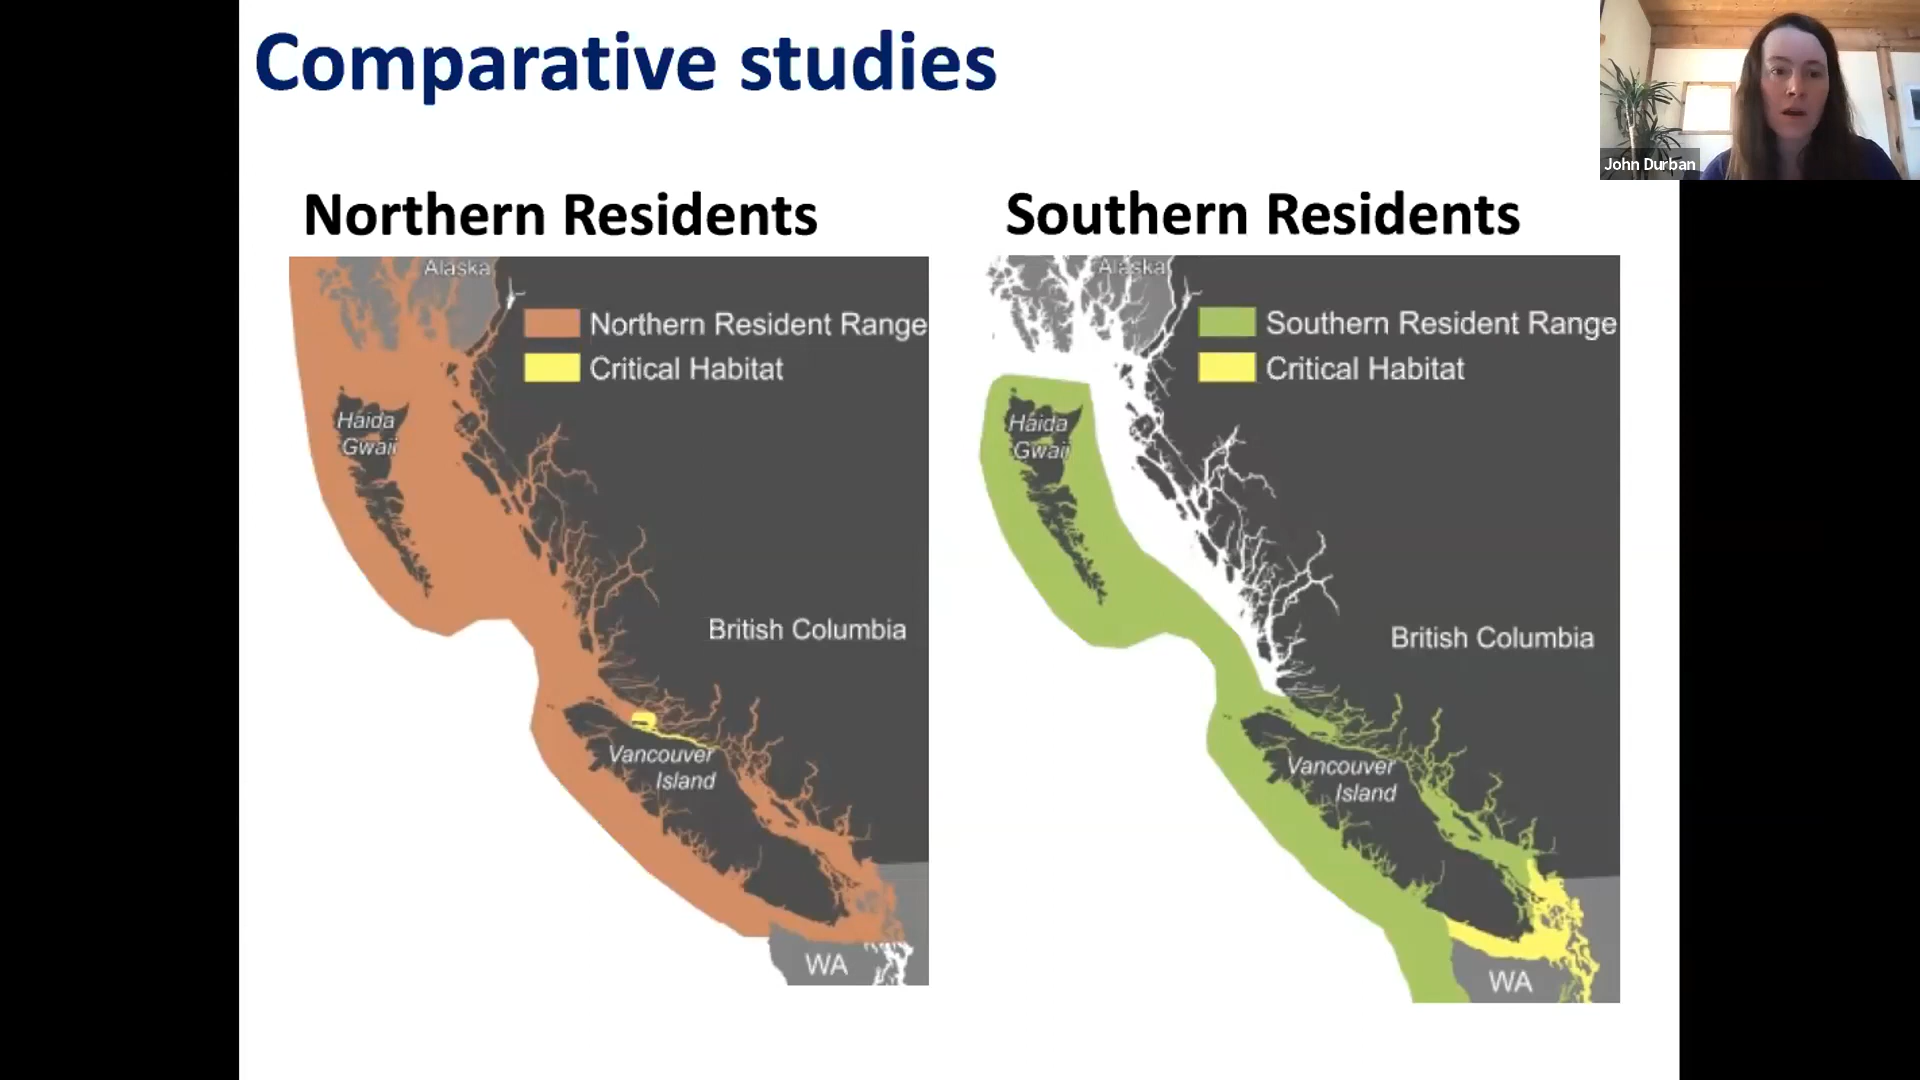 Comparative studies
John Durban
Northern Residents
Southern Residents
Alaska
Northern Resident Range
Critical Habitat
Haida
Gwaii
British Columbia
Vancouver
Island
WA
Alaska
Southern Resident Range
Critical Habitat
Haida
Gwaii
British Columbia
Vancouver
Island
WA